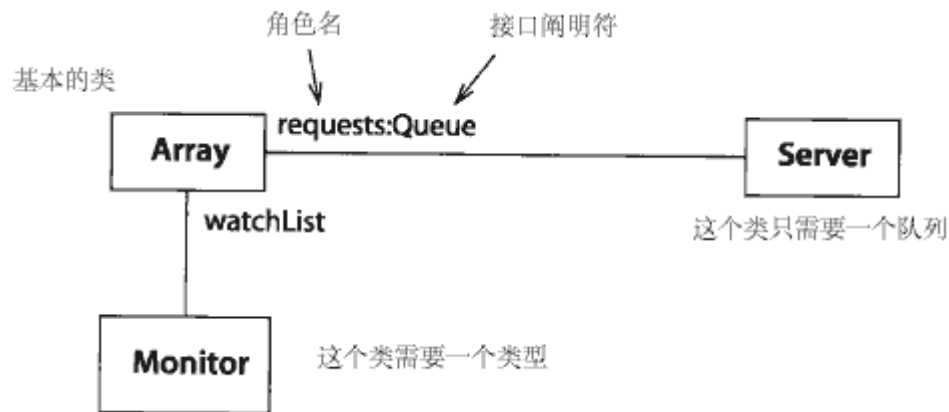 角色名
接口阐明符
基本的类
requests:Queue
Array
Server
watchList
这个类只需要一个队列
Monitor
这个类需要一个类型